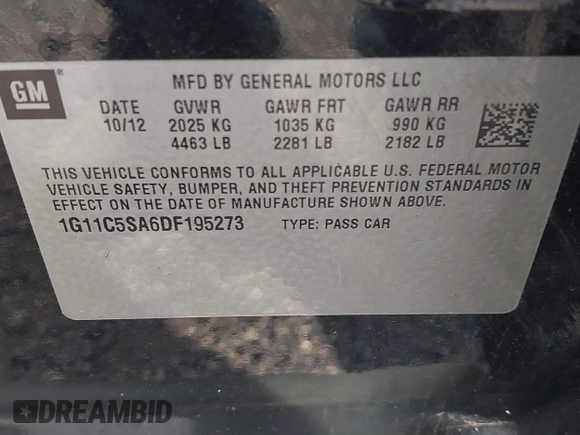 GM
MFD BY GENERAL MOTORS LLC
DATE GVWR GAWR FRT GAWR RR
10/12 2025 KG 1035 KG 990 KG
4463 LB 2281 LB 2182 LB
THIS VEHICLE CONFORMS TO ALL APPLICABLE U.S. FEDERAL MOTOR
VEHICLE SAFETY, BUMPER, AND THEFT PREVENTION STANDARDS IN
EFFECT ON THE DATE OF MANUFACTURE SHOWN ABOVE.
1G11C5SA6DF195273 TYPE: PASS CAR
DREAMBID